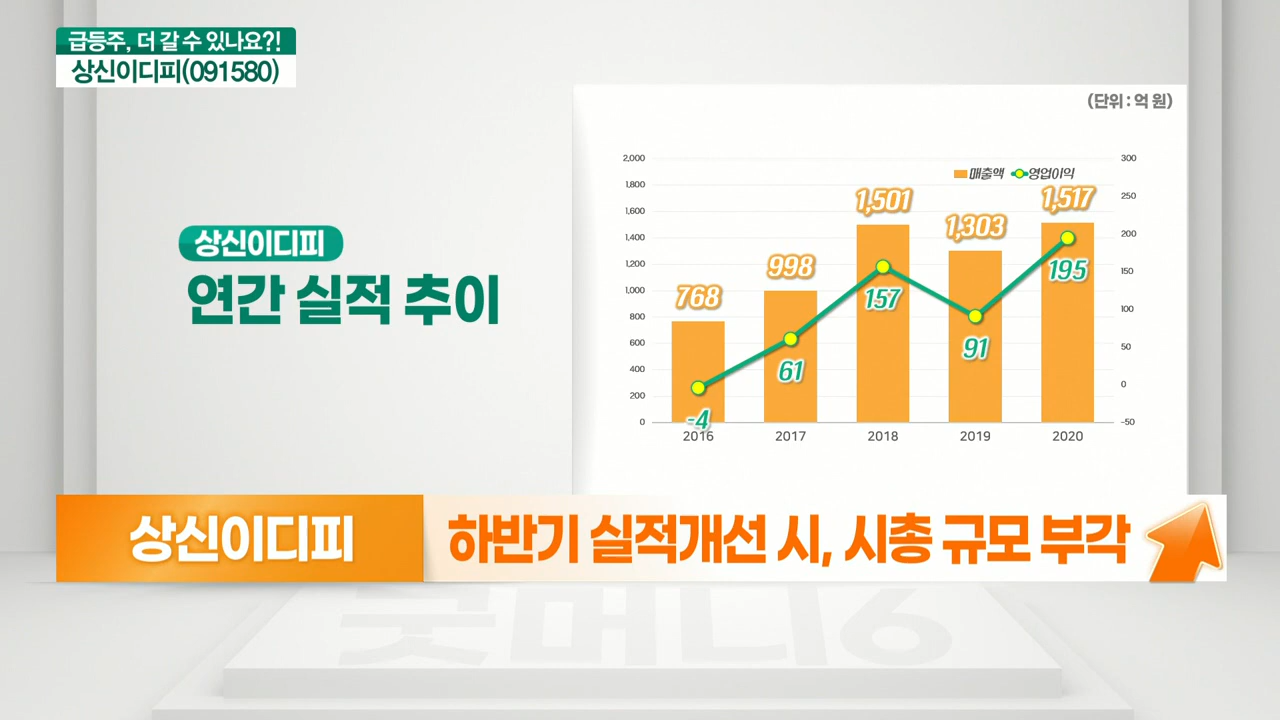 급등주, 더 갈 수 있나요?!
상신이디피(091580)
(단위 : 억 원)
상신이디피
연간 실적 추이
매출액 영업이익
2,000
1,800
1,600
1,400
1,200
1,000
800
600
400
200
0
300
250
200
150
100
50
0
-50
768
998
1,501
1,303
1,517
-4
61
157
91
195
2016 2017 2018 2019 2020
상신이디피
하반기 실적개선 시, 시총 규모 부각
굿머니6